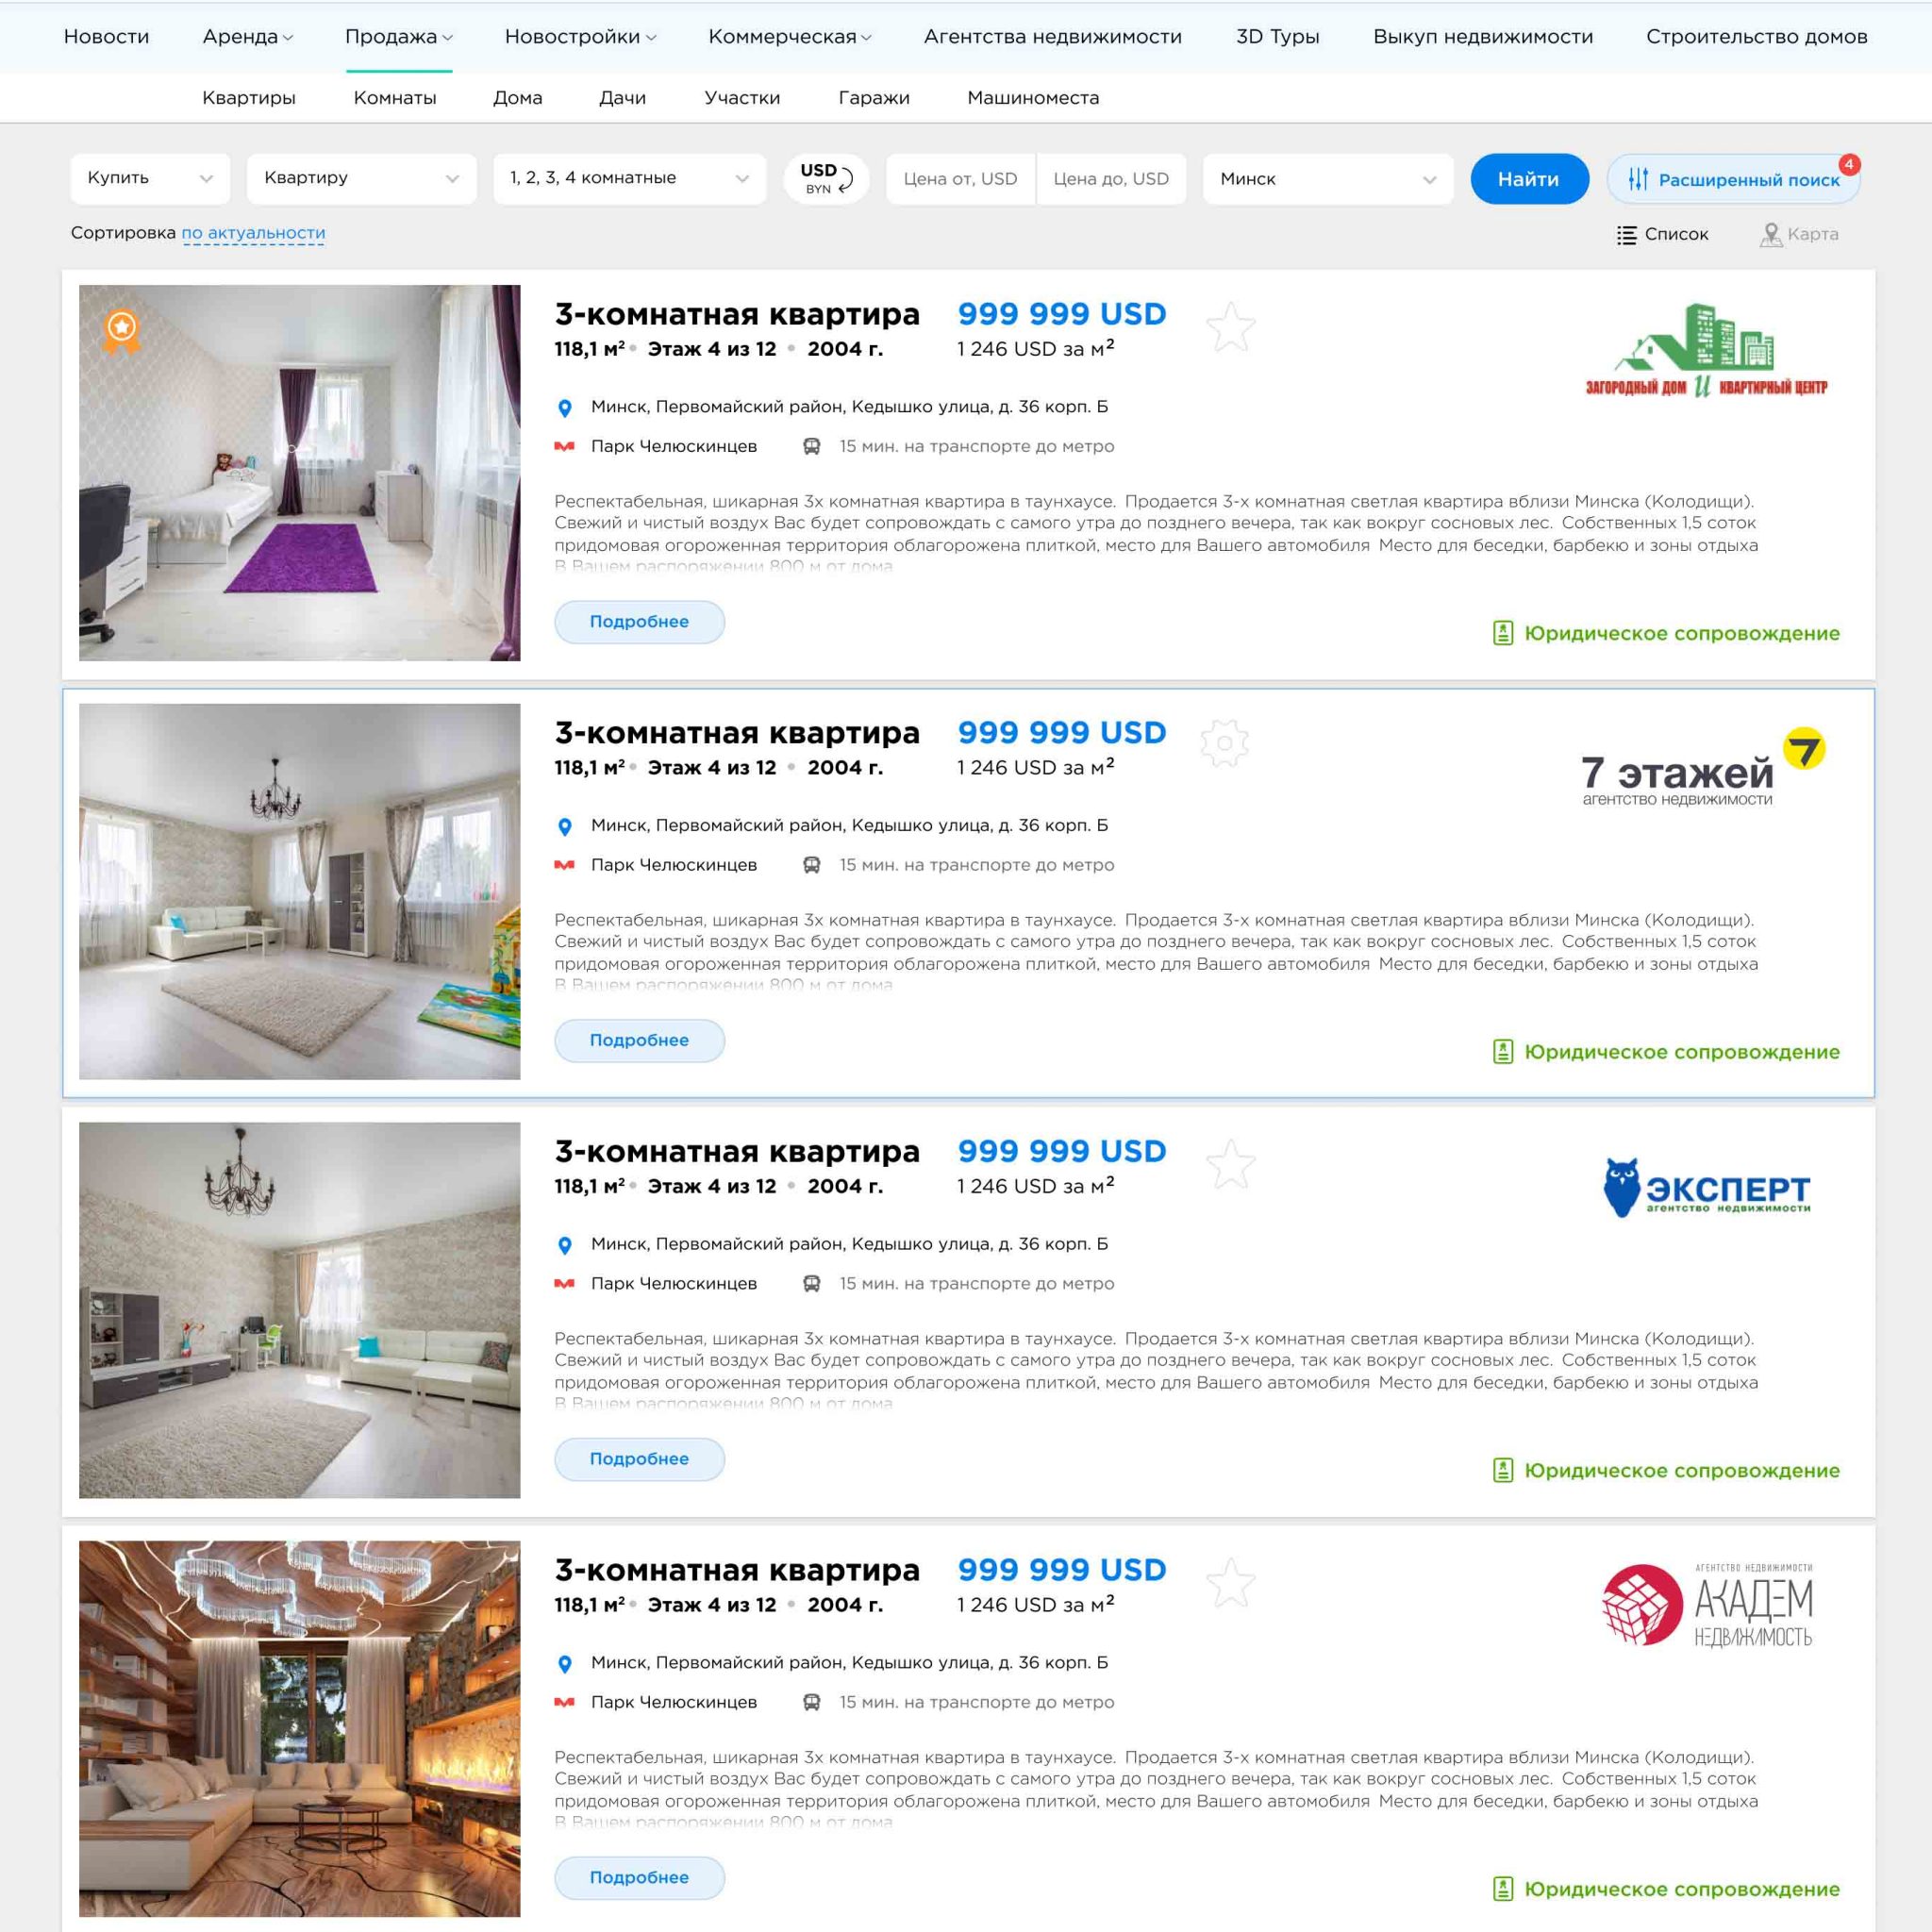 Новости Аренда Продажа Новостройки Коммерческая Агентства недвижимости 3D Туры Выкуп недвижимости Строительство домов
Квартиры Комнаты Дома Дачи Участки Гаражи Машиноместа
Купить Квартиру 1, 2, 3, 4 комнатные USD BYN Цена от, USD Цена до, USD Минск Найти Расширенный поиск 4
Сортировка по актуальности Список Карта
3-комнатная квартира 999 999 USD
118,1 м² • Этаж 4 из 12 • 2004 г. 1 246 USD за м²
ЗАГОРОДНЫЙ ДОМ И КВАРТИРНЫЙ ЦЕНТР
Минск, Первомайский район, Кедышко улица, д. 36 корп. Б
Парк Челюскинцев 15 мин. на транспорте до метро
Респектабельная, шикарная 3х комнатная квартира в таунхаусе. Продается 3-х комнатная светлая квартира вблизи Минска (Колодищи).
Свежий и чистый воздух Вас будет сопровождать с самого утра до позднего вечера, так как вокруг сосновых лес. Собственных 1,5 соток
придомовая огороженная территория облагорожена плиткой, место для Вашего автомобиля Место для беседки, барбекю и зоны отдыха
В Вашем распоряжении 800 м от дома
Подробнее
Юридическое сопровождение
3-комнатная квартира 999 999 USD
118,1 м² • Этаж 4 из 12 • 2004 г. 1 246 USD за м²
7
7 этажей
агентство недвижимости
Минск, Первомайский район, Кедышко улица, д. 36 корп. Б
Парк Челюскинцев 15 мин. на транспорте до метро
Респектабельная, шикарная 3х комнатная квартира в таунхаусе. Продается 3-х комнатная светлая квартира вблизи Минска (Колодищи).
Свежий и чистый воздух Вас будет сопровождать с самого утра до позднего вечера, так как вокруг сосновых лес. Собственных 1,5 соток
придомовая огороженная территория облагорожена плиткой, место для Вашего автомобиля Место для беседки, барбекю и зоны отдыха
В Вашем распоряжении 800 м от дома
Подробнее
Юридическое сопровождение
3-комнатная квартира 999 999 USD
118,1 м² • Этаж 4 из 12 • 2004 г. 1 246 USD за м²
ЭКСПЕРТ
агентство недвижимости
Минск, Первомайский район, Кедышко улица, д. 36 корп. Б
Парк Челюскинцев 15 мин. на транспорте до метро
Респектабельная, шикарная 3х комнатная квартира в таунхаусе. Продается 3-х комнатная светлая квартира вблизи Минска (Колодищи).
Свежий и чистый воздух Вас будет сопровождать с самого утра до позднего вечера, так как вокруг сосновых лес. Собственных 1,5 соток
придомовая огороженная территория облагорожена плиткой, место для Вашего автомобиля Место для беседки, барбекю и зоны отдыха
В Вашем распоряжении 800 м от дома
Подробнее
Юридическое сопровождение
3-комнатная квартира 999 999 USD
118,1 м² • Этаж 4 из 12 • 2004 г. 1 246 USD за м²
АГЕНТСТВО НЕДВИЖИМОСТИ
АКАДЕМ
НЕДВИЖИМОСТЬ
Минск, Первомайский район, Кедышко улица, д. 36 корп. Б
Парк Челюскинцев 15 мин. на транспорте до метро
Респектабельная, шикарная 3х комнатная квартира в таунхаусе. Продается 3-х комнатная светлая квартира вблизи Минска (Колодищи).
Свежий и чистый воздух Вас будет сопровождать с самого утра до позднего вечера, так как вокруг сосновых лес. Собственных 1,5 соток
придомовая огороженная территория облагорожена плиткой, место для Вашего автомобиля Место для беседки, барбекю и зоны отдыха
В Вашем распоряжении 800 м от дома
Подробнее
Юридическое сопровождение